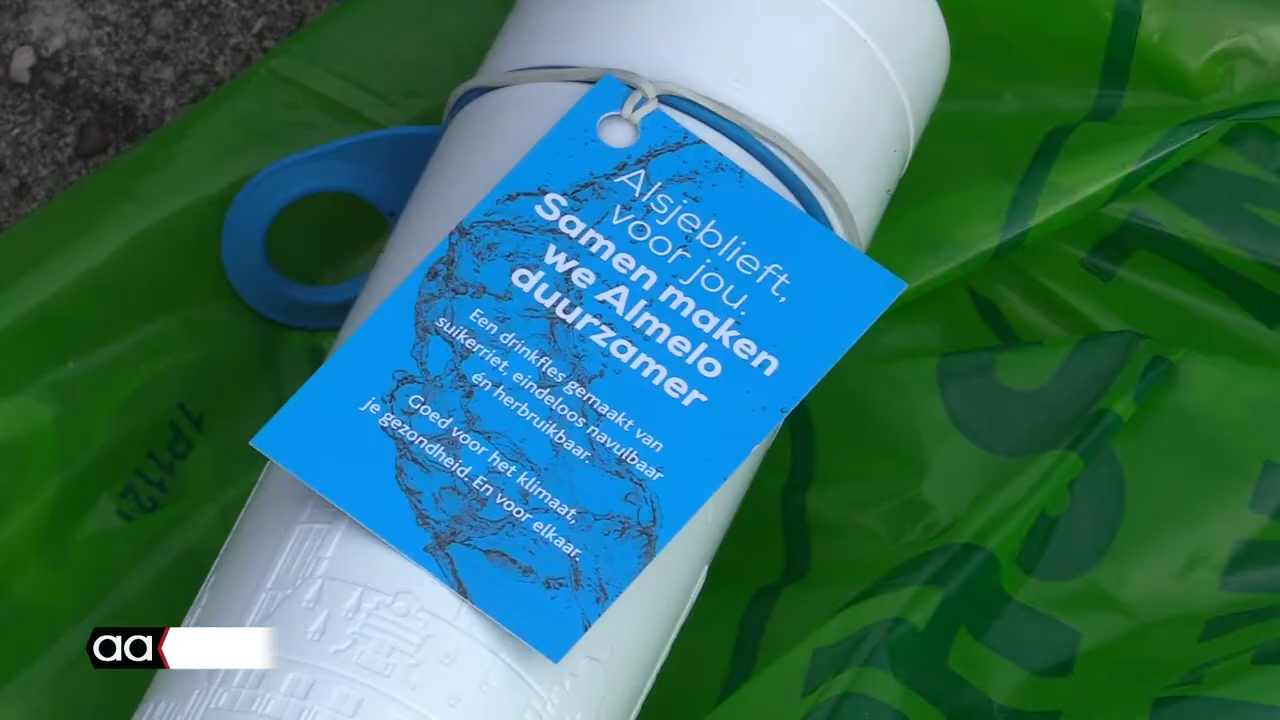 Alsjeblieft,
voor jou.
Samen maken
we Almelo
duurzamer
Een drinkfles gemaakt van
suikerriet, eindeloos navulbaar
én herbruikbaar.
Goed voor het klimaat,
je gezondheid. En voor elkaar.
aa